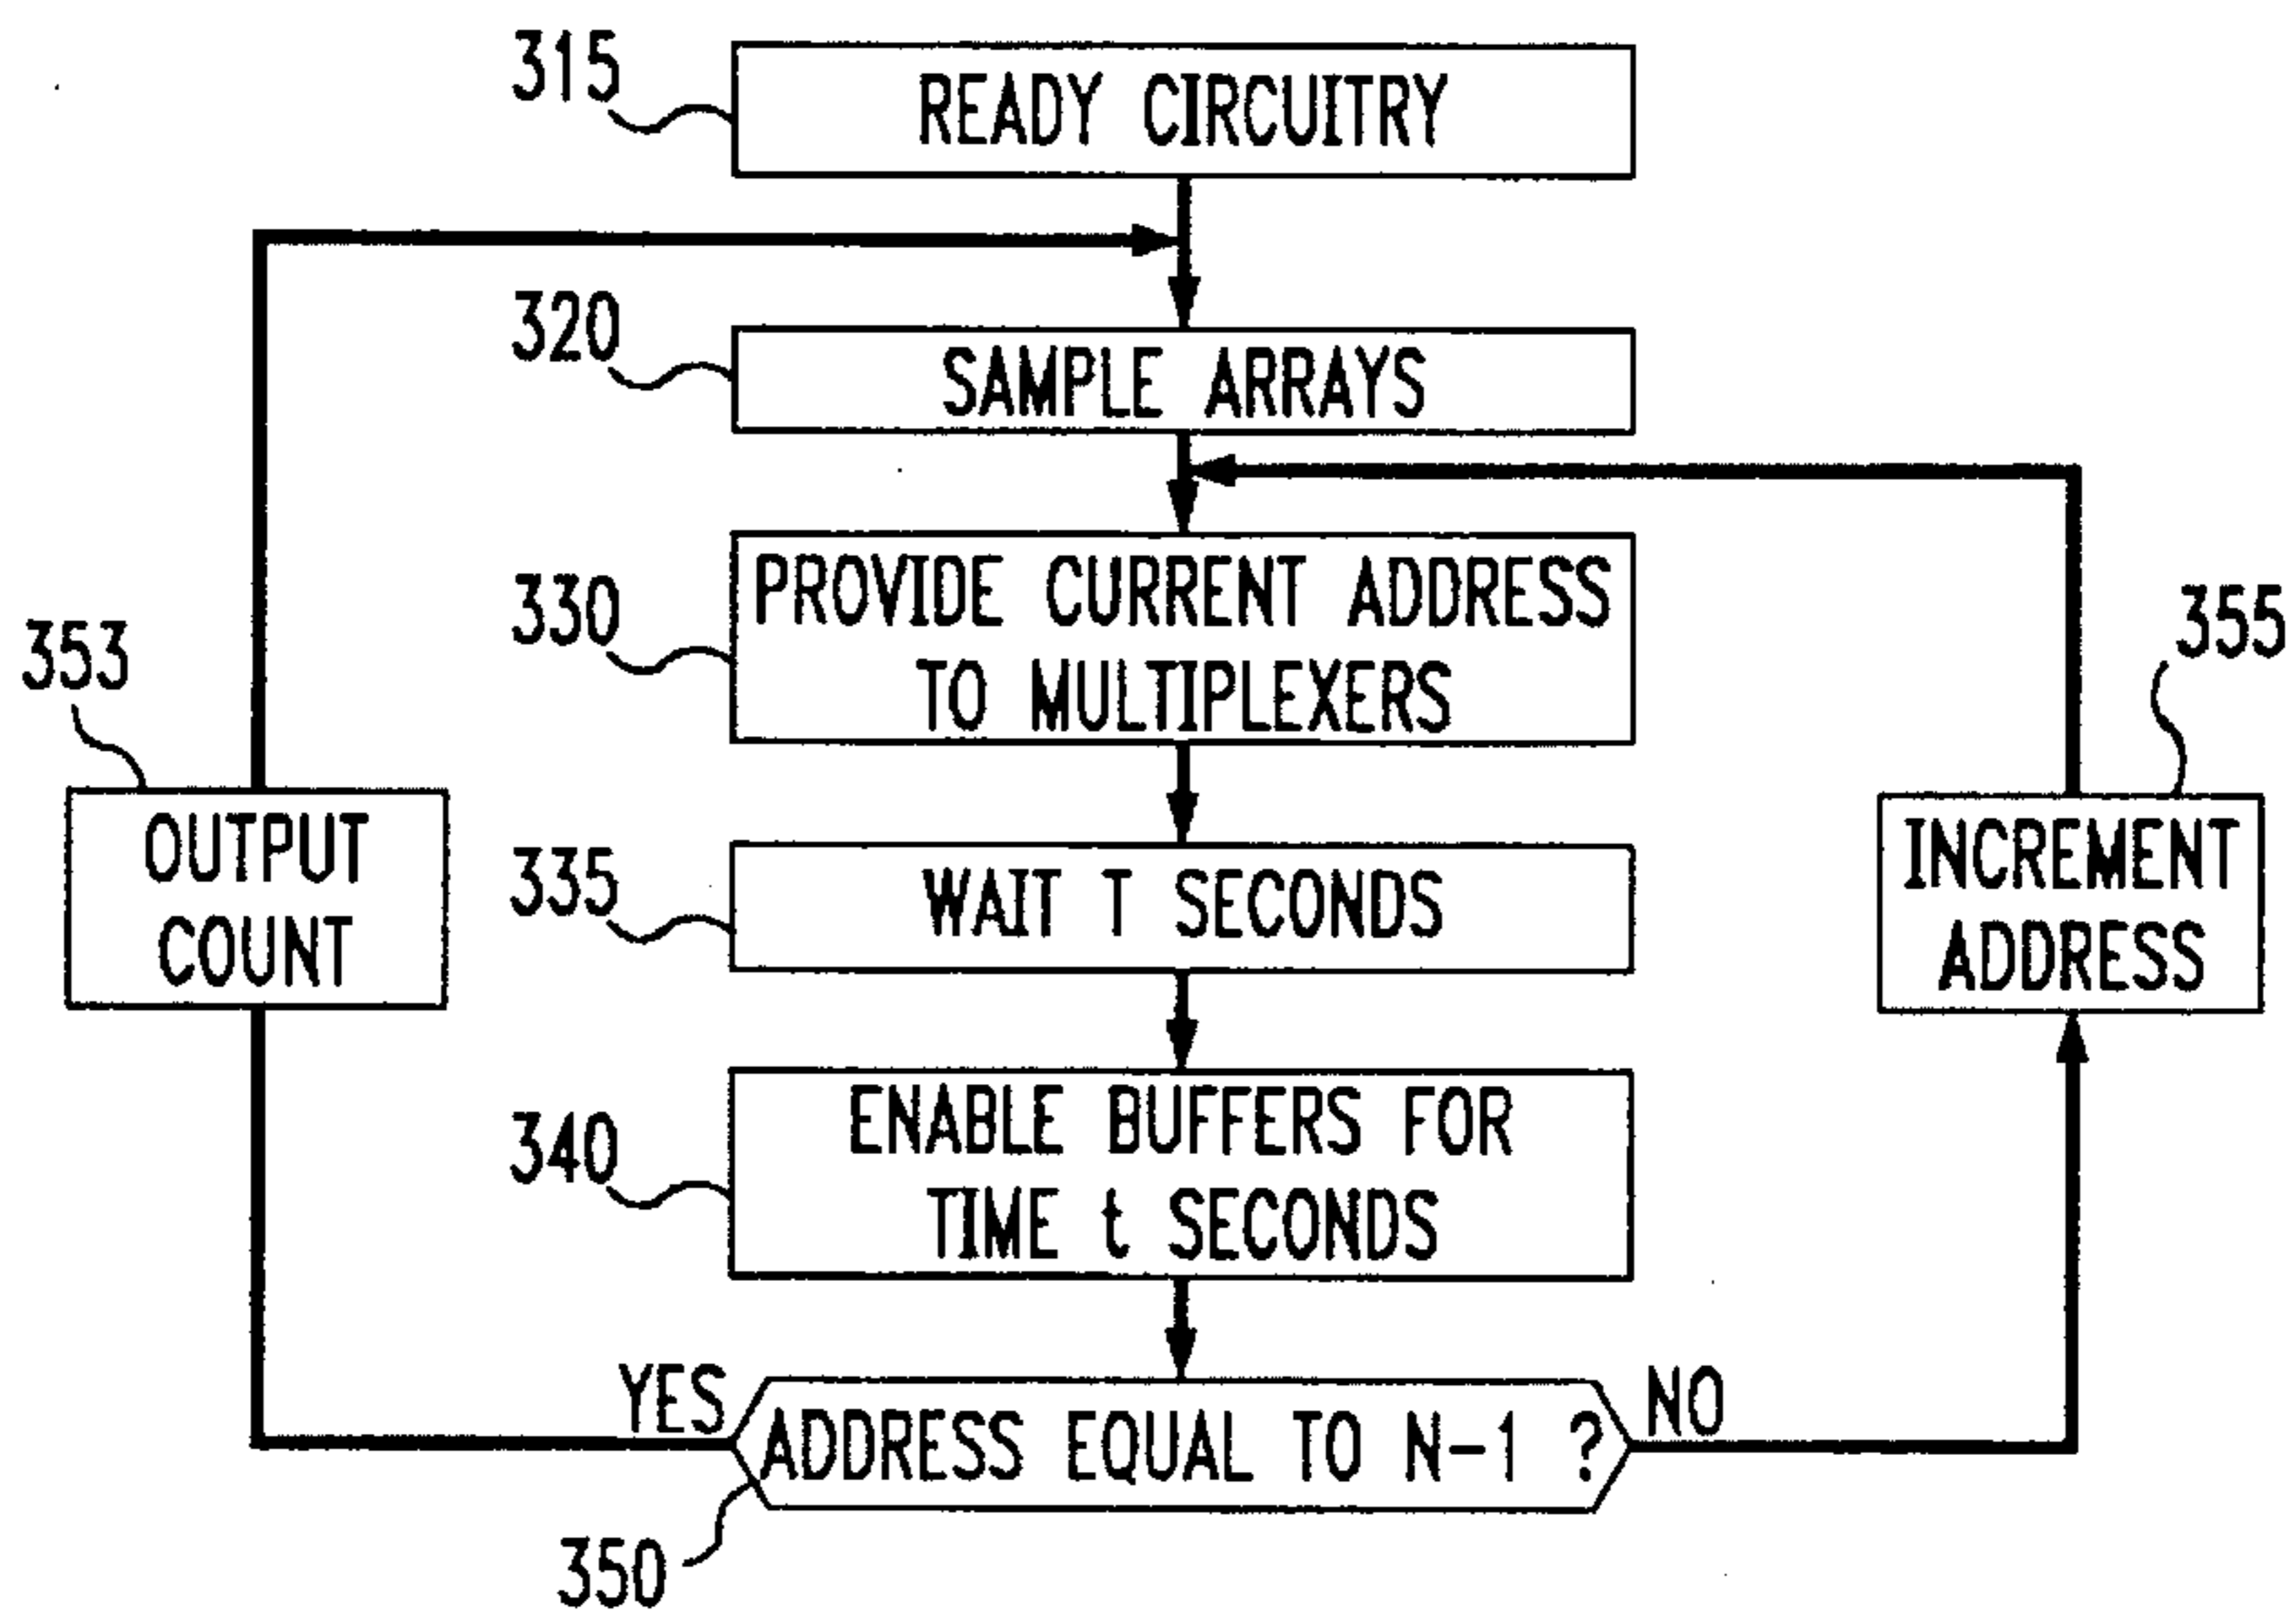 315
READY CIRCUITRY
320
SAMPLE ARRAYS
330
PROVIDE CURRENT ADDRESS
TO MULTIPLEXERS
353
OUTPUT
COUNT
335
WAIT T SECONDS
355
INCREMENT
ADDRESS
340
ENABLE BUFFERS FOR
TIME t SECONDS
YES
ADDRESS EQUAL TO N-1 ?
NO
350